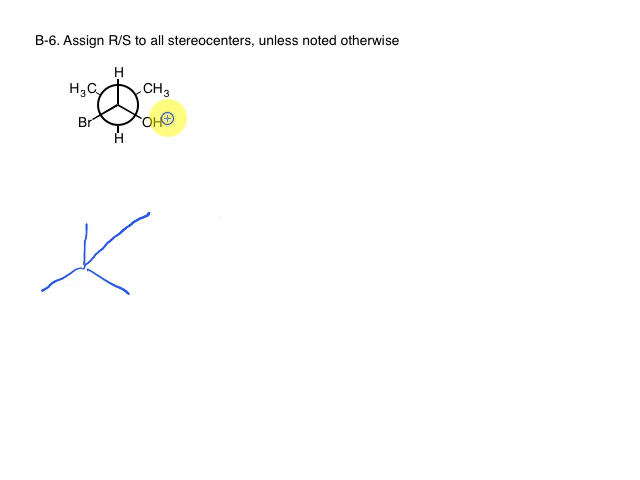 B-6. Assign R/S to all stereocenters, unless noted otherwise
H
H3C CH3
Br OH
H